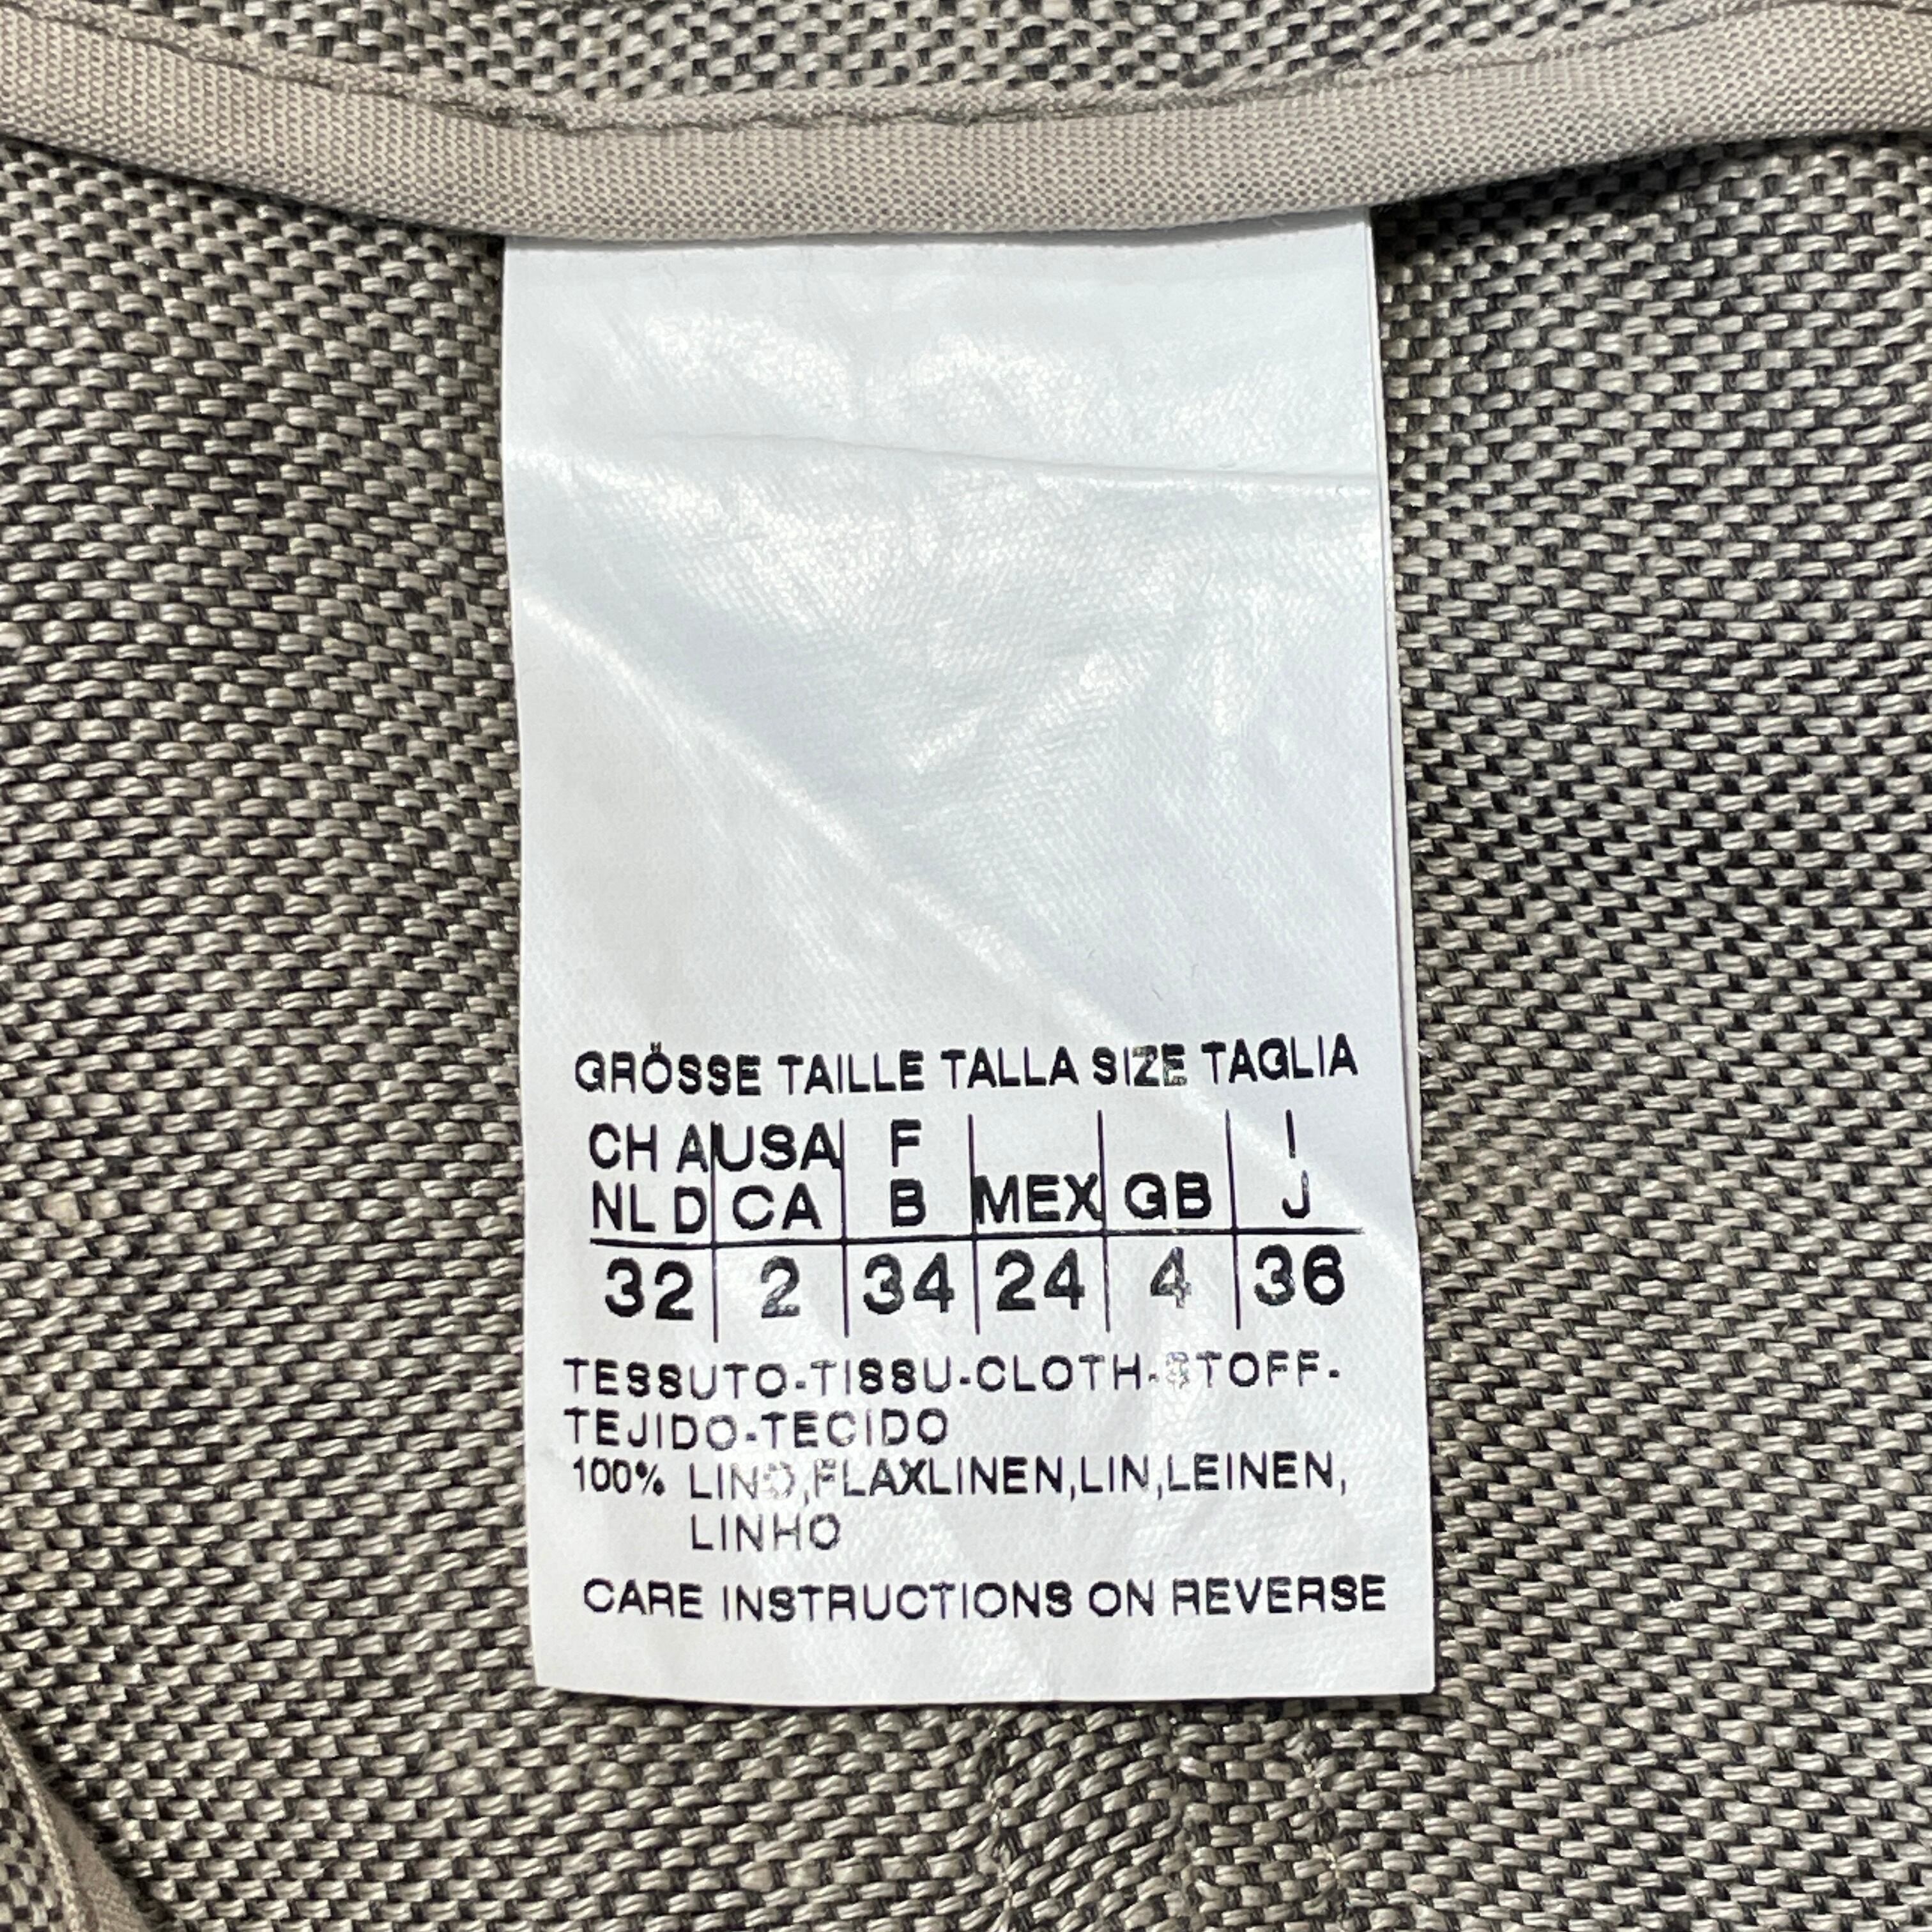 GRÖSSE TAILLE TALLA SIZE TAGLIA
CH A USA F I
NL D CA B MEX GB J
32 2 34 24 4 36
TESSUTO-TISSU-CLOTH-STOFF-
TEJIDO-TECIDO
100% LINO,FLAXLINEN,LIN,LEINEN,
LINHO
CARE INSTRUCTIONS ON REVERSE